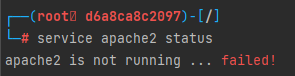 ┌──(root㉿ d6a8ca8c2097)-[/]
└─# service apache2 status
apache2 is not running ... failed!